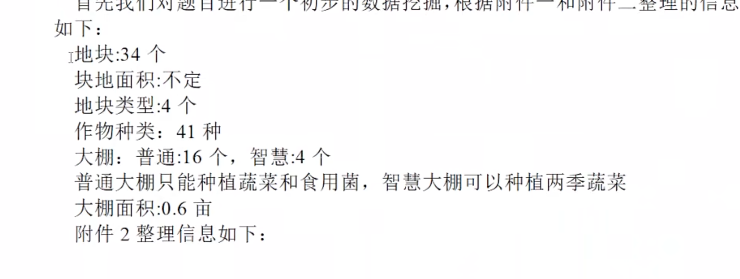 首先我们对题目进行一个初步的数据挖掘,根据附件一和附件二整理的信息
如下：
地块:34 个
块地面积:不定
地块类型:4 个
作物种类：41 种
大棚：普通:16 个，智慧:4 个
普通大棚只能种植蔬菜和食用菌，智慧大棚可以种植两季蔬菜
大棚面积:0.6 亩
附件 2 整理信息如下：